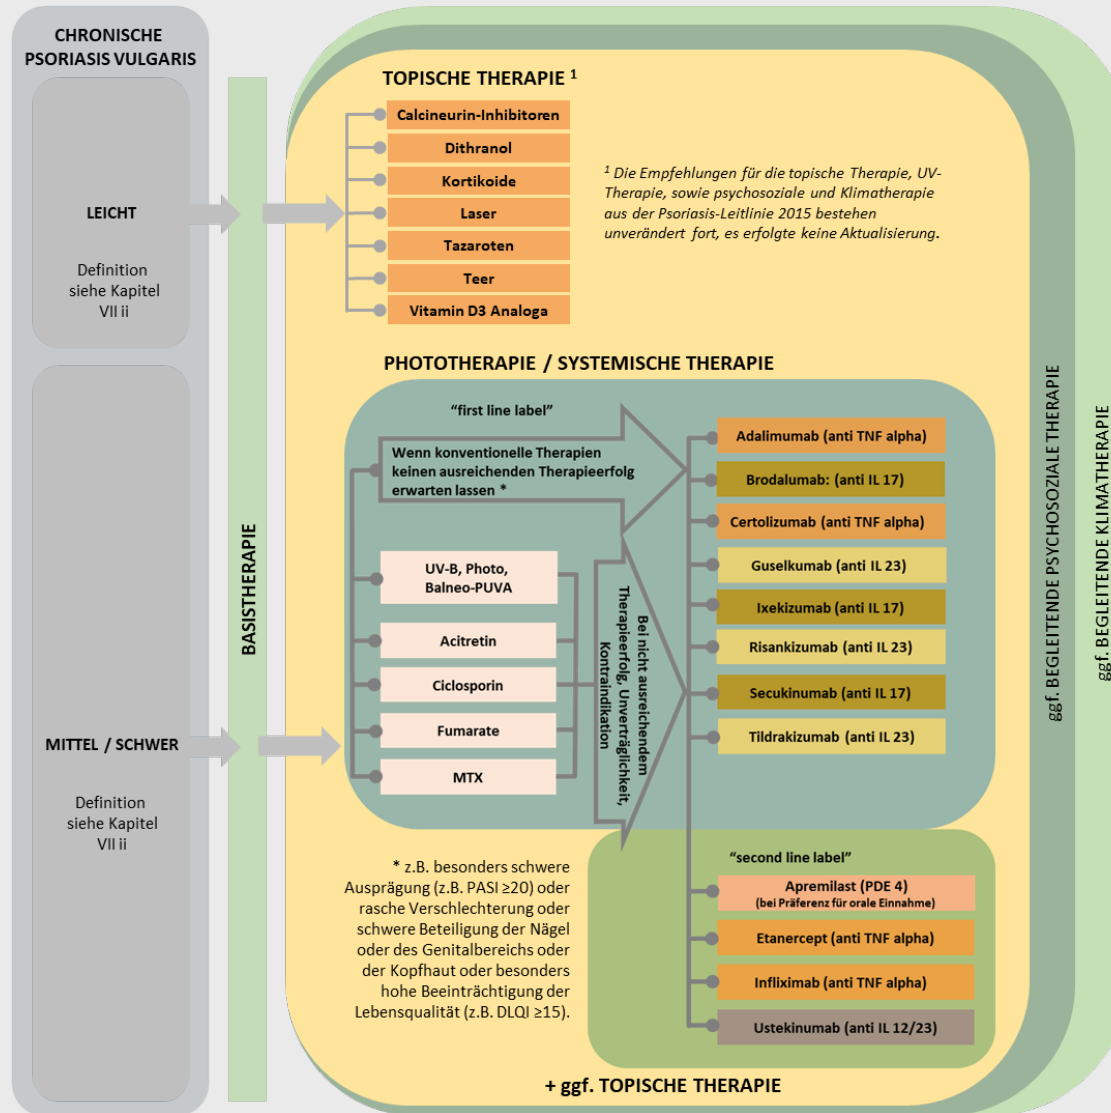 CHRONISCHE
PSORIASIS VULGARIS
LEICHT
Definition
siehe Kapitel
VII ii
MITTEL / SCHWER
Definition
siehe Kapitel
VII ii
BASISTHERAPIE
TOPISCHE THERAPIE 1
Calcineurin-Inhibitoren
Dithranol
Kortikoide
Laser
Tazaroten
Teer
Vitamin D3 Analoga
1 Die Empfehlungen für die topische Therapie, UV-
Therapie, sowie psychosoziale und Klimatherapie
aus der Psoriasis-Leitlinie 2015 bestehen
unverändert fort, es erfolgte keine Aktualisierung.
PHOTOTHERAPIE / SYSTEMISCHE THERAPIE
“first line label”
Wenn konventionelle Therapien
keinen ausreichenden Therapieerfolg
erwarten lassen *
UV-B, Photo,
Balneo-PUVA
Acitretin
Ciclosporin
Fumarate
MTX
Bei nicht ausreichendem
Therapieerfolg, Unverträglichkeit,
Kontraindikation
Adalimumab (anti TNF alpha)
Brodalumab: (anti IL 17)
Certolizumab (anti TNF alpha)
Guselkumab (anti IL 23)
Ixekizumab (anti IL 17)
Risankizumab (anti IL 23)
Secukinumab (anti IL 17)
Tildrakizumab (anti IL 23)
“second line label”
Apremilast (PDE 4)
(bei Präferenz für orale Einnahme)
Etanercept (anti TNF alpha)
Infliximab (anti TNF alpha)
Ustekinumab (anti IL 12/23)
* z.B. besonders schwere
Ausprägung (z.B. PASI ≥20) oder
rasche Verschlechterung oder
schwere Beteiligung der Nägel
oder des Genitalbereichs oder
der Kopfhaut oder besonders
hohe Beeinträchtigung der
Lebensqualität (z.B. DLQI ≥15).
+ ggf. TOPISCHE THERAPIE
ggf. BEGLEITENDE PSYCHOSOZIALE THERAPIE
ggf. BEGLEITENDE KLIMATHERAPIE